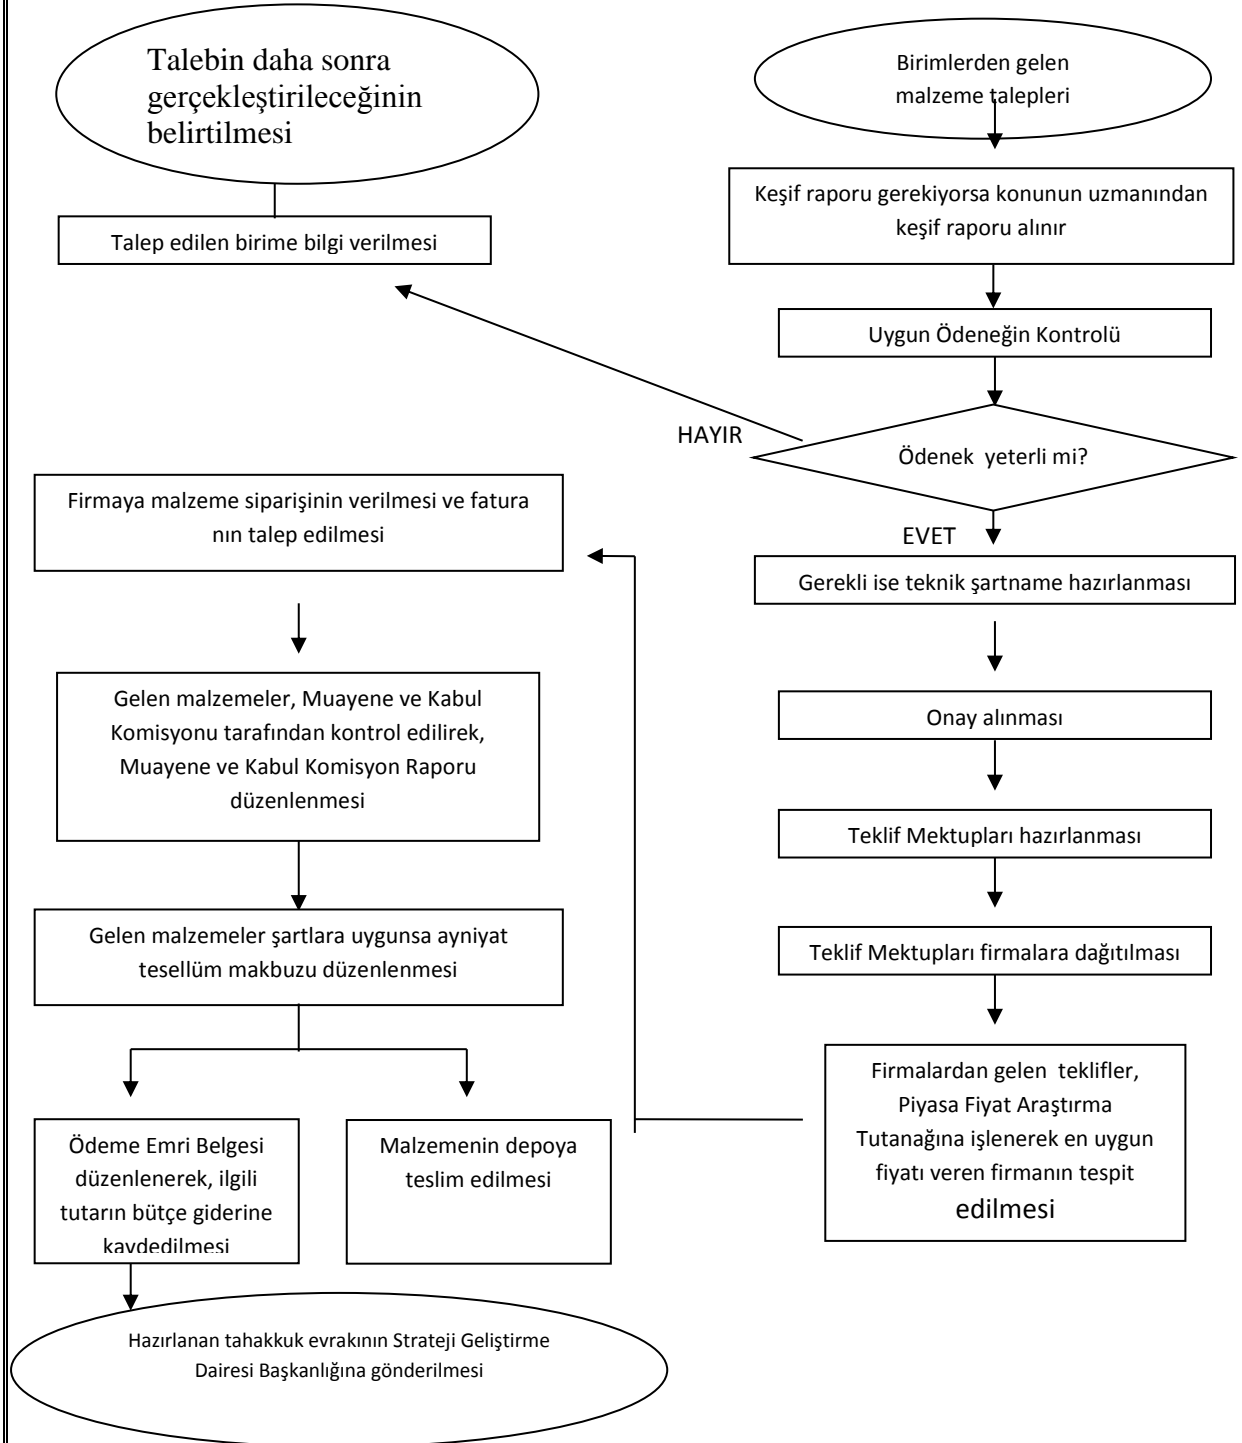 Talebin daha sonra
gerçekleştirileceğinin
belirtilmesi
Talep edilen birime bilgi verilmesi
Birimlerden gelen
malzeme talepleri
Keşif raporu gerekiyorsa konunun uzmanından
keşif raporu alınır
Uygun Ödeneğin Kontrolü
Ödenek yeterli mi?
HAYIR
EVET
Gerekli ise teknik şartname hazırlanması
Onay alınması
Teklif Mektupları hazırlanması
Teklif Mektupları firmalara dağıtılması
Firmalardan gelen teklifler,
Piyasa Fiyat Araştırma
Tutanağına işlenerek en uygun
fiyatı veren firmanın tespit
edilmesi
Firmaya malzeme siparişinin verilmesi ve fatura
nın talep edilmesi
Gelen malzemeler, Muayene ve Kabul
Komisyonu tarafından kontrol edilirek,
Muayene ve Kabul Komisyon Raporu
düzenlenmesi
Gelen malzemeler şartlara uygunsa ayniyat
tesellüm makbuzu düzenlenmesi
Ödeme Emri Belgesi
düzenlenerek, ilgili
tutarın bütçe giderine
kaydedilmesi
Malzemenin depoya
teslim edilmesi
Hazırlanan tahakkuk evrakının Strateji Geliştirme
Dairesi Başkanlığına gönderilmesi